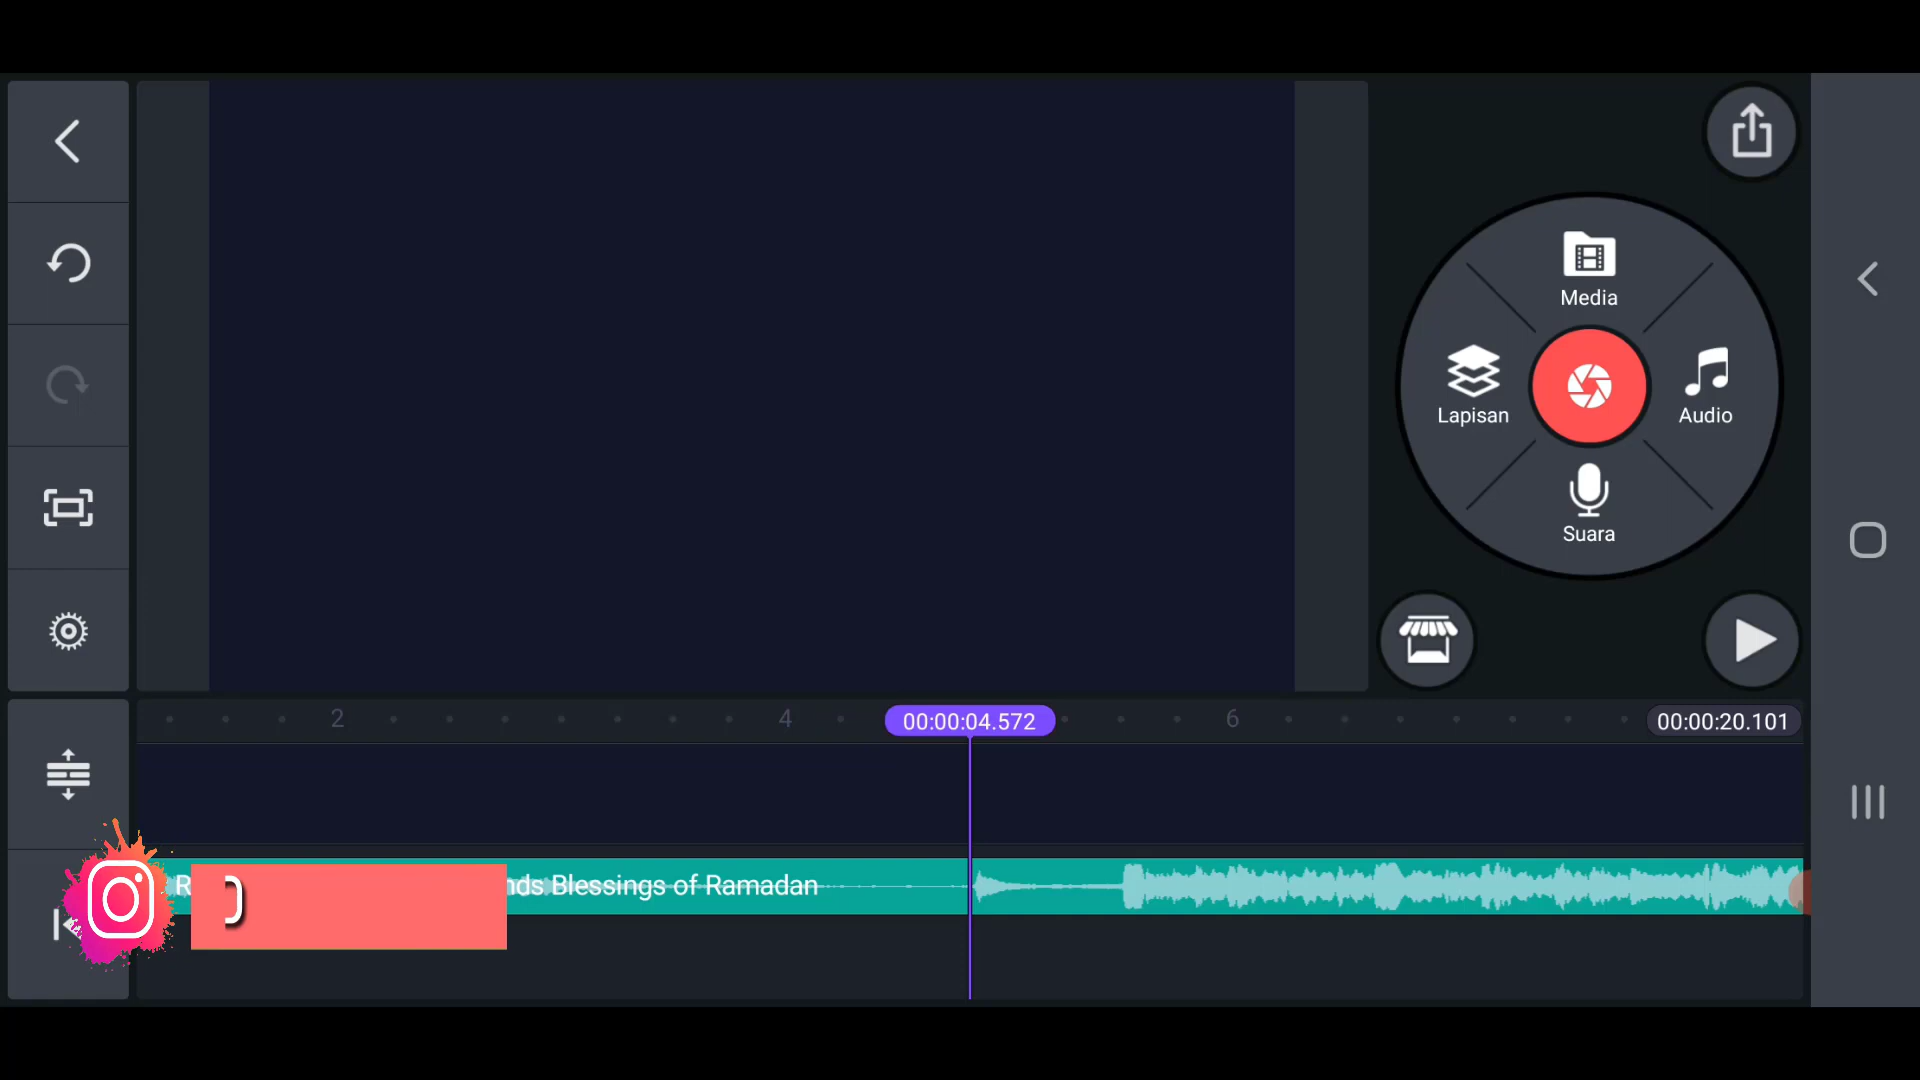 Media
Lapisan
Audio
Suara
2
4
00:00:04.572
6
00:00:20.101
Blessings of Ramadan